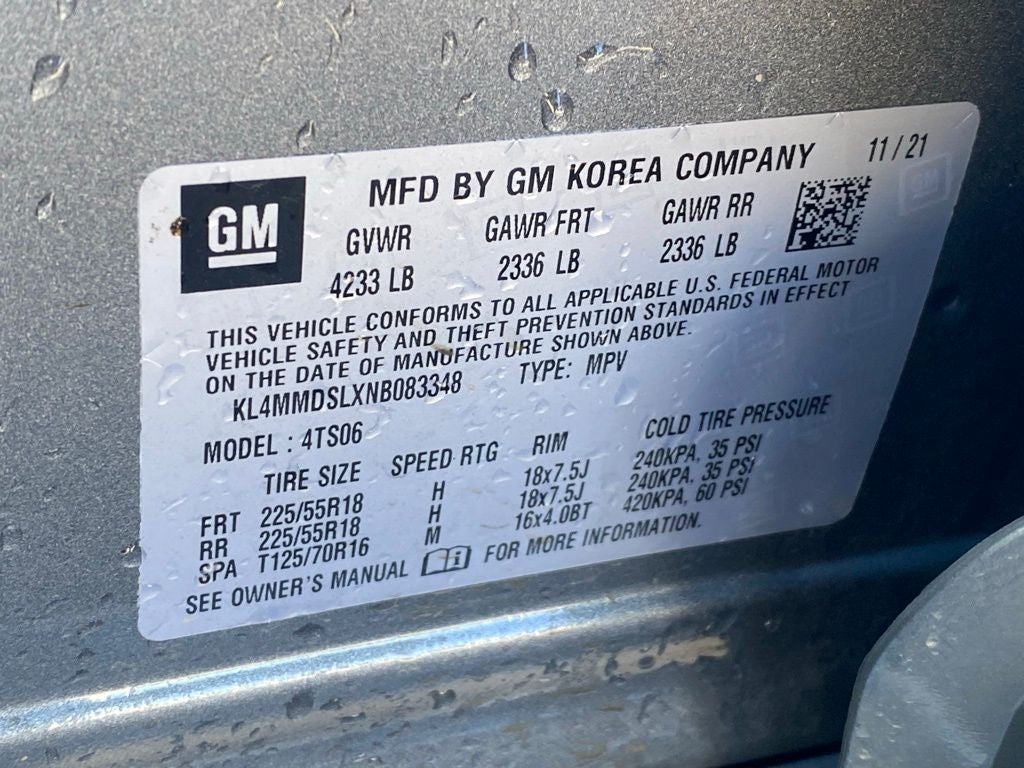 GM
MFD BY GM KOREA COMPANY 11/21
GVWR GAWR FRT GAWR RR
4233 LB 2336 LB 2336 LB
THIS VEHICLE CONFORMS TO ALL APPLICABLE U.S. FEDERAL MOTOR
VEHICLE SAFETY AND THEFT PREVENTION STANDARDS IN EFFECT
ON THE DATE OF MANUFACTURE SHOWN ABOVE.
KL4MMDSLXNB083348 TYPE: MPV
MODEL : 4TS06
TIRE SIZE SPEED RTG RIM COLD TIRE PRESSURE
FRT 225/55R18 H 18x7.5J 240KPA, 35 PSI
RR 225/55R18 H 18x7.5J 240KPA, 35 PSI
SPA T125/70R16 M 16x4.0BT 420KPA, 60 PSI
SEE OWNER'S MANUAL FOR MORE INFORMATION.